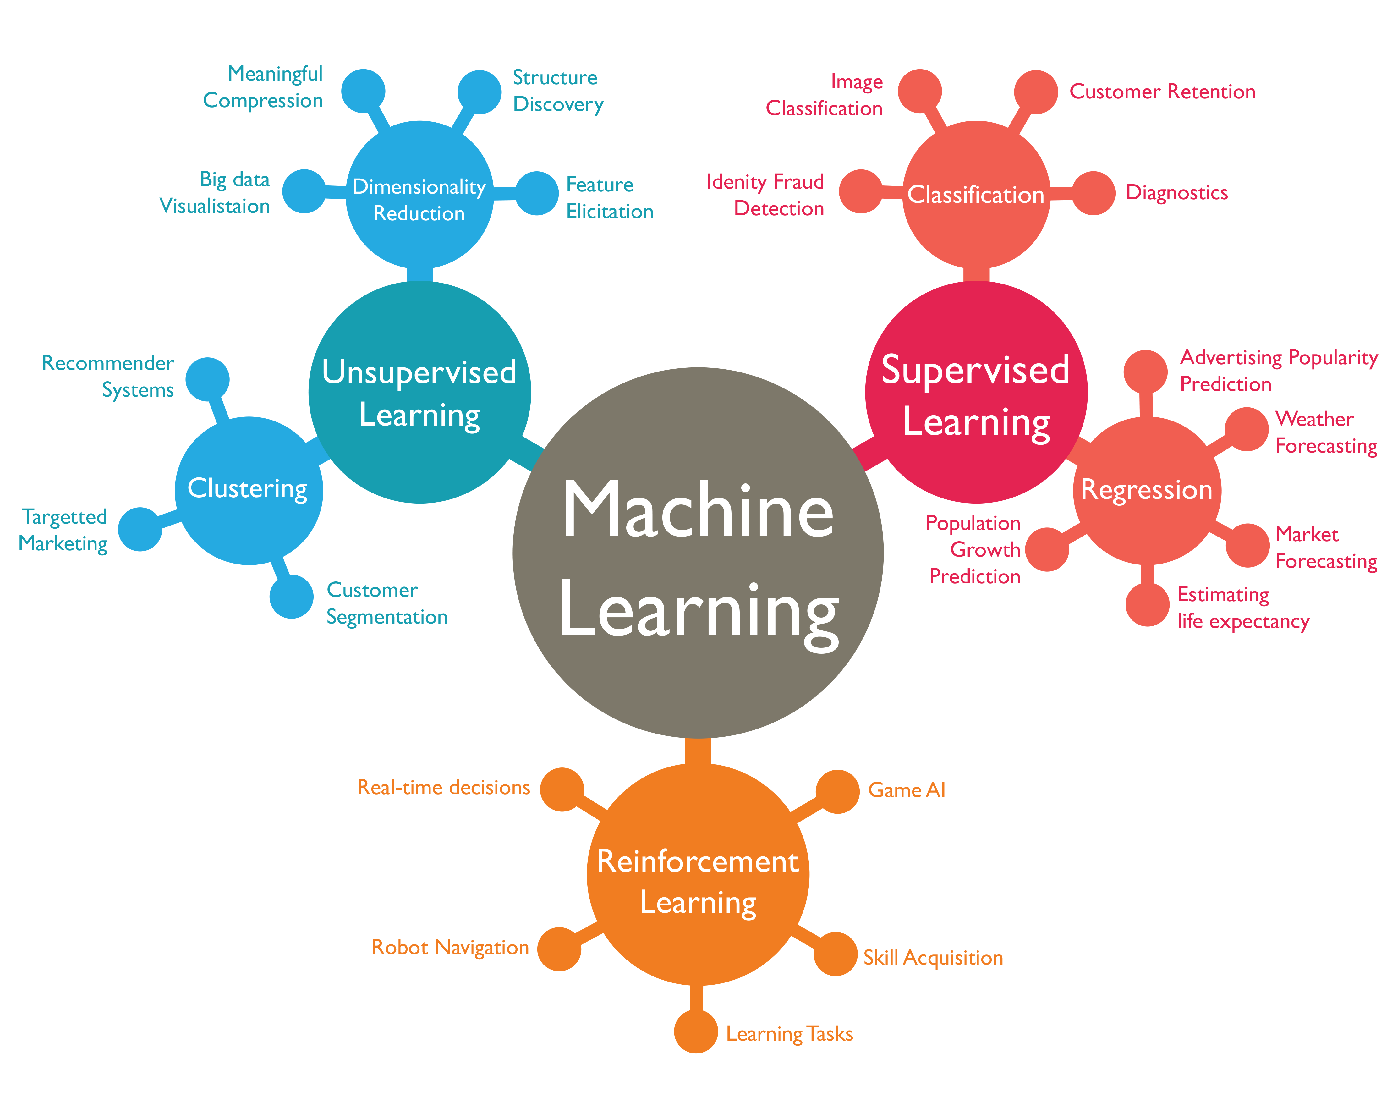 Meaningful
Compression
Structure
Discovery
Big data
Visualistaion
Dimensionality
Reduction
Feature
Elicitation
Image
Classification
Customer Retention
Idenity Fraud
Detection
Classification
Diagnostics
Recommender
Systems
Unsupervised
Learning
Clustering
Targetted
Marketing
Customer
Segmentation
Machine
Learning
Supervised
Learning
Advertising Popularity
Prediction
Weather
Forecasting
Regression
Population
Growth
Prediction
Market
Forecasting
Estimating
life expectancy
Real-time decisions
Game AI
Reinforcement
Learning
Robot Navigation
Skill Acquisition
Learning Tasks